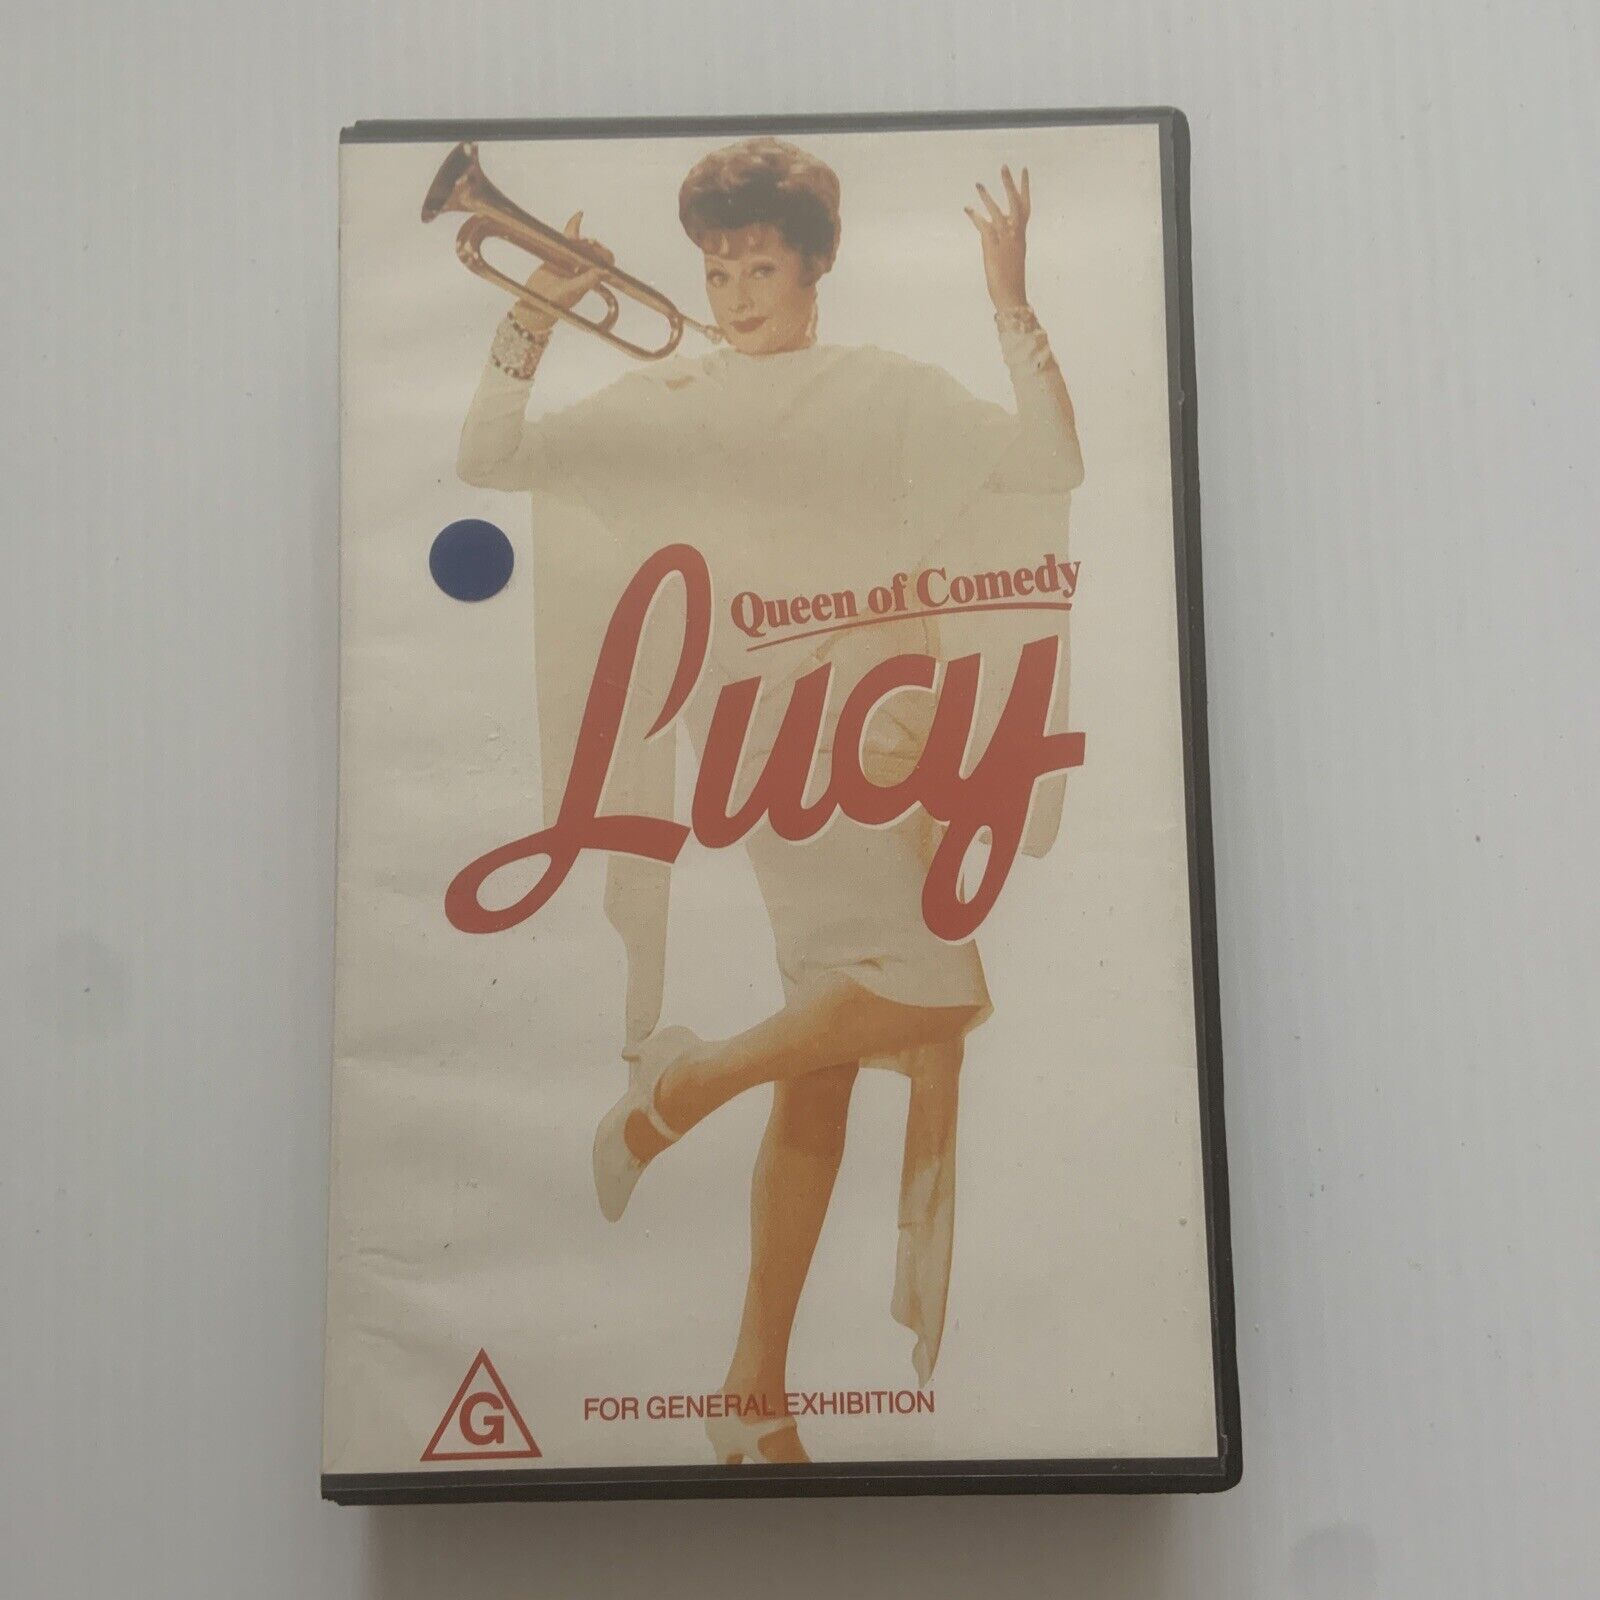 Queen of Comedy
Lucy
G
FOR GENERAL EXHIBITION